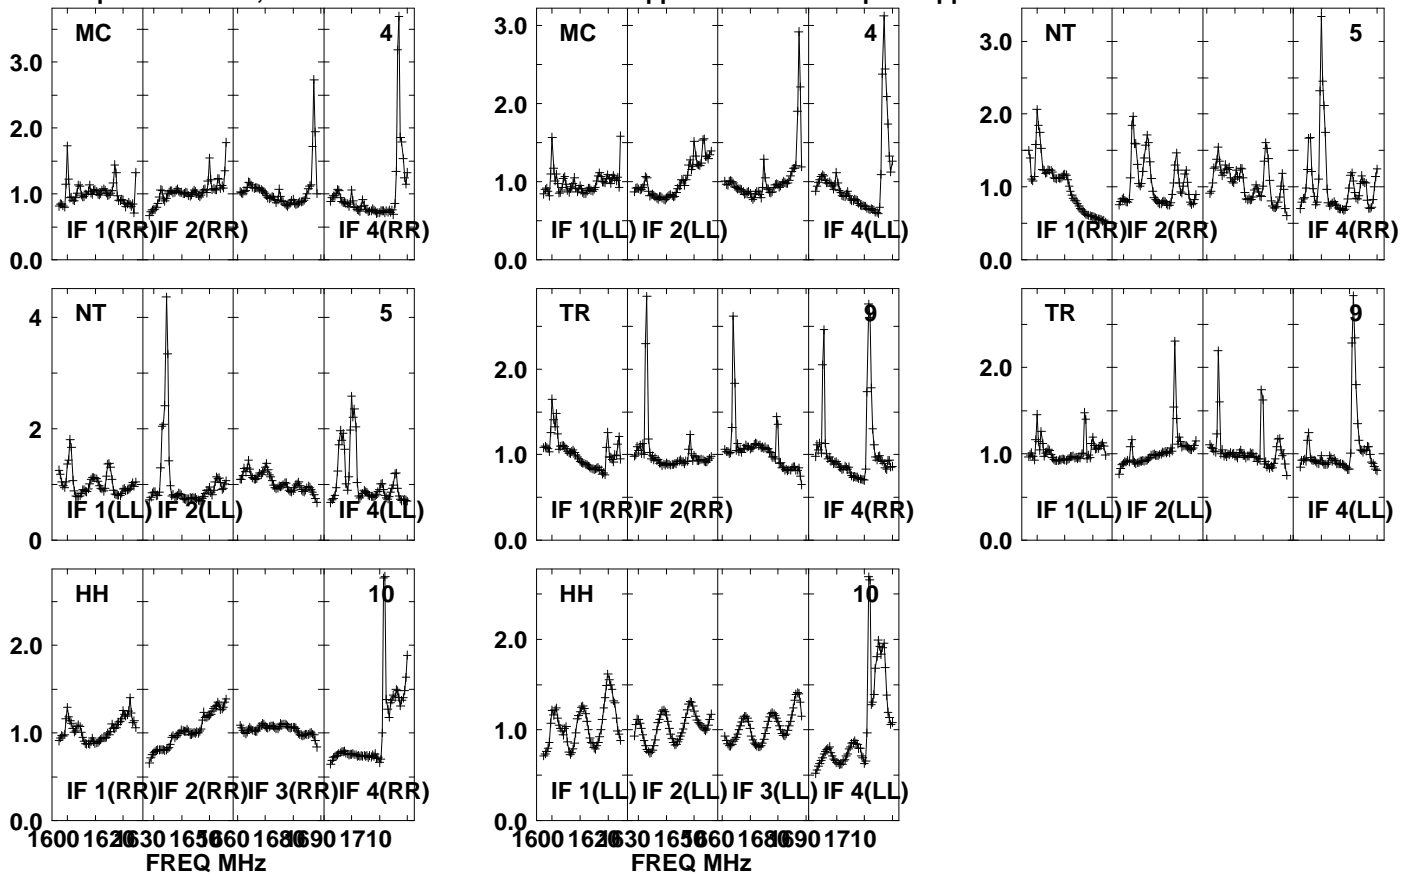 MC 4 MC 4 NT 5
3.0 3.0 3.0
2.0 2.0 2.0
1.0 1.0 1.0
IF 1(RR) IF 2(RR) IF 4(RR) IF 1(LL) IF 2(LL) IF 4(LL) IF 1(RR) IF 2(RR) IF 4(RR)
0.0 0.0 0.0
NT 5 TR 9 TR 9
4 2.0 2.0
2 1.0 1.0
IF 1(LL) IF 2(LL) IF 4(LL) IF 1(RR) IF 2(RR) IF 4(RR) IF 1(LL) IF 2(LL) IF 4(LL)
0 0.0 0.0
HH 10 HH 10
2.0 2.0
1.0 1.0
IF 1(RR) IF 2(RR) IF 3(RR) IF 4(RR) IF 1(LL) IF 2(LL) IF 3(LL) IF 4(LL)
0.0 0.0
1600 1620 1630 1650 1660 1680 1690 1710 1600 1620 1630 1650 1660 1680 1690 1710
FREQ MHz FREQ MHz